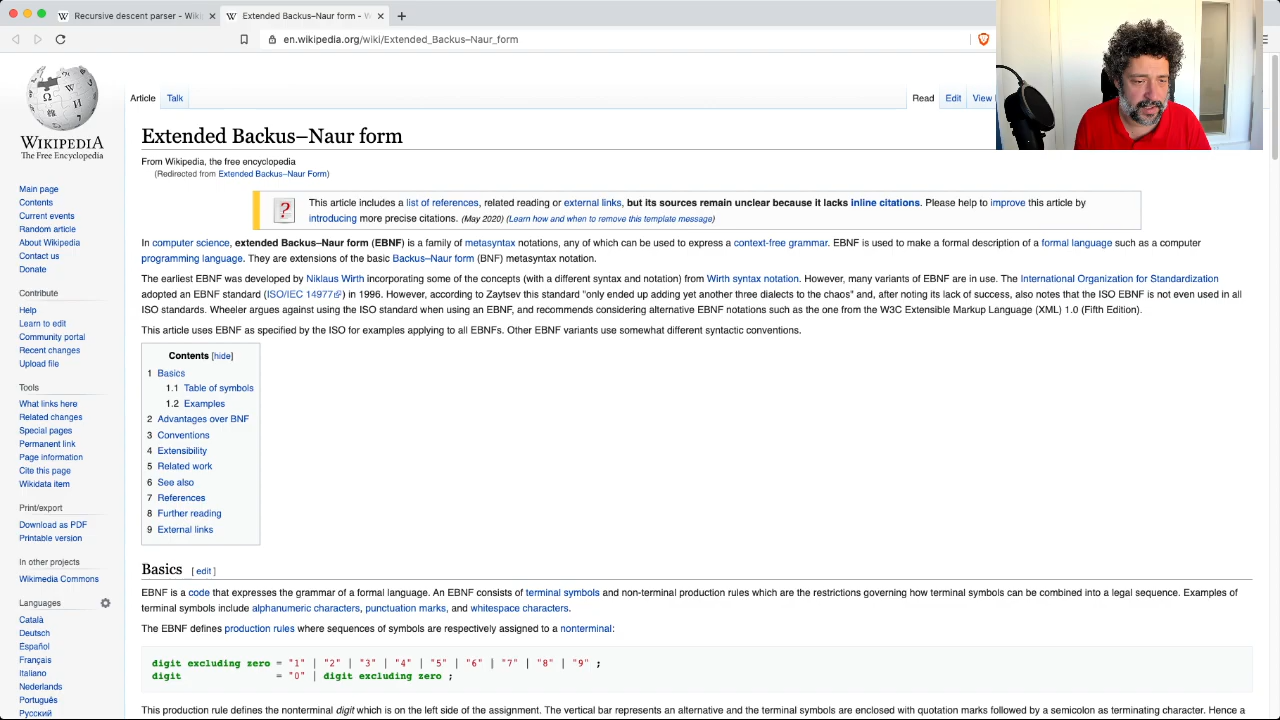 Recursive descent parser - Wiki
Extended Backus–Naur form - W
en.wikipedia.org/wiki/Extended_Backus–Naur_form
WIKIPEDIA
The Free Encyclopedia
Main page
Contents
Current events
Random article
About Wikipedia
Contact us
Donate
Contribute
Help
Learn to edit
Community portal
Recent changes
Upload file
Tools
What links here
Related changes
Special pages
Permanent link
Page information
Cite this page
Wikidata item
Print/export
Download as PDF
Printable version
In other projects
Wikimedia Commons
Languages
Català
Deutsch
Español
Français
Italiano
Nederlands
Português
Русский
Article Talk
Read Edit View
Extended Backus–Naur form
From Wikipedia, the free encyclopedia
(Redirected from Extended Backus–Naur Form)
This article includes a list of references, related reading or external links, but its sources remain unclear because it lacks inline citations. Please help to improve this article by
introducing more precise citations. (May 2020) (Learn how and when to remove this template message)
In computer science, extended Backus–Naur form (EBNF) is a family of metasyntax notations, any of which can be used to express a context-free grammar. EBNF is used to make a formal description of a formal language such as a computer
programming language. They are extensions of the basic Backus–Naur form (BNF) metasyntax notation.
The earliest EBNF was developed by Niklaus Wirth incorporating some of the concepts (with a different syntax and notation) from Wirth syntax notation. However, many variants of EBNF are in use. The International Organization for Standardization
adopted an EBNF standard (ISO/IEC 14977) in 1996. However, according to Zaytsev this standard "only ended up adding yet another three dialects to the chaos" and, after noting its lack of success, also notes that the ISO EBNF is not even used in all
ISO standards. Wheeler argues against using the ISO standard when using an EBNF, and recommends considering alternative EBNF notations such as the one from the W3C Extensible Markup Language (XML) 1.0 (Fifth Edition).
This article uses EBNF as specified by the ISO for examples applying to all EBNFs. Other EBNF variants use somewhat different syntactic conventions.
Contents [hide]
1 Basics
1.1 Table of symbols
1.2 Examples
2 Advantages over BNF
3 Conventions
4 Extensibility
5 Related work
6 See also
7 References
8 Further reading
9 External links
Basics [ edit ]
EBNF is a code that expresses the grammar of a formal language. An EBNF consists of terminal symbols and non-terminal production rules which are the restrictions governing how terminal symbols can be combined into a legal sequence. Examples of
terminal symbols include alphanumeric characters, punctuation marks, and whitespace characters.
The EBNF defines production rules where sequences of symbols are respectively assigned to a nonterminal:
digit excluding zero = "1" | "2" | "3" | "4" | "5" | "6" | "7" | "8" | "9" ;
digit = "0" | digit excluding zero ;
This production rule defines the nonterminal digit which is on the left side of the assignment. The vertical bar represents an alternative and the terminal symbols are enclosed with quotation marks followed by a semicolon as terminating character. Hence a